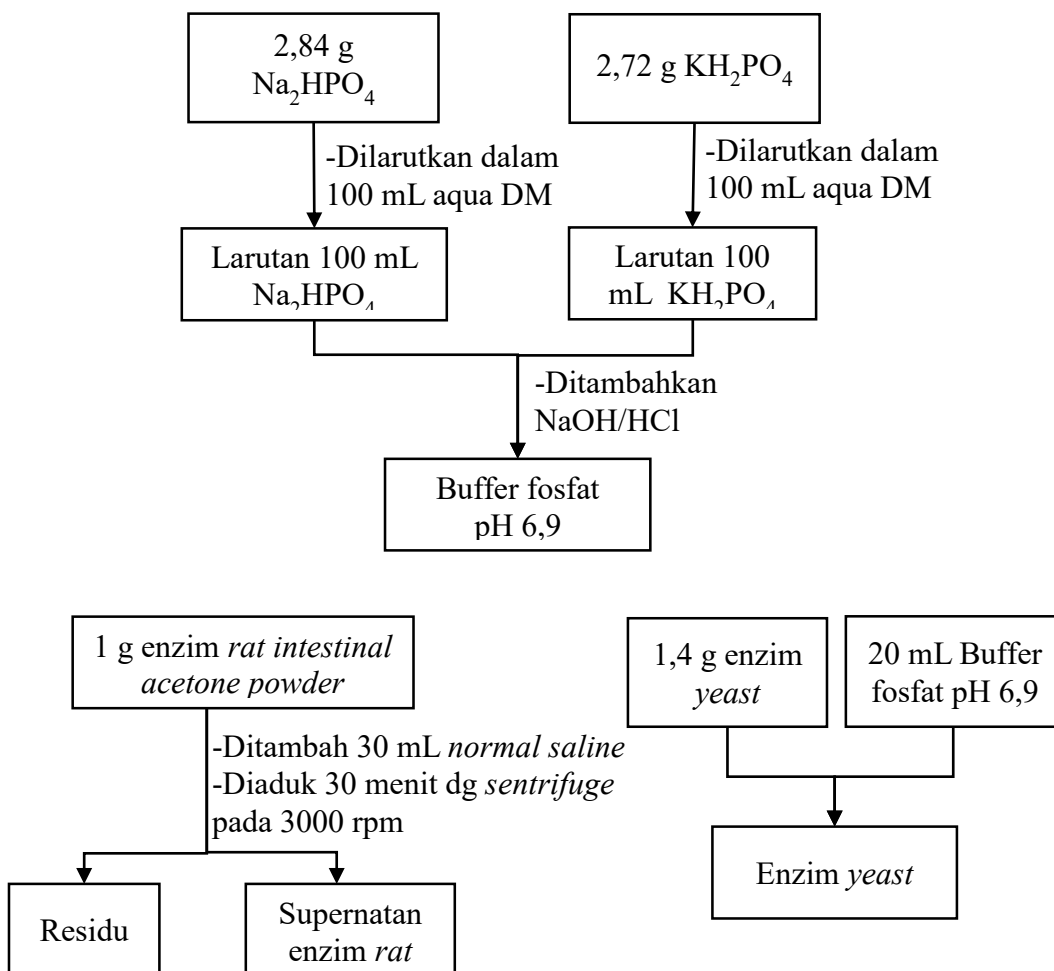 2,84 g
Na₂HPO₄
2,72 g KH₂PO₄
-Dilarutkan dalam
100 mL aqua DM
-Dilarutkan dalam
100 mL aqua DM
Larutan 100 mL
Na₂HPO₄
Larutan 100
mL KH₂PO₄
-Ditambahkan
NaOH/HCl
Buffer fosfat
pH 6,9
1 g enzim rat intestinal
acetone powder
1,4 g enzim
yeast
20 mL Buffer
fosfat pH 6,9
-Ditambah 30 mL normal saline
-Diaduk 30 menit dg sentrifuge
pada 3000 rpm
Enzim yeast
Residu
Supernatan
enzim rat